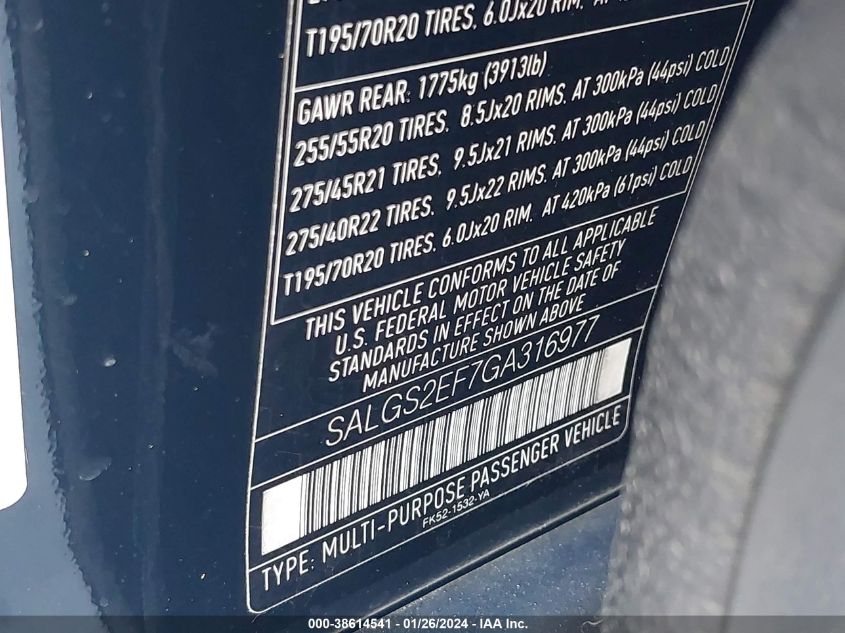 T195/70R20 TIRES. 6.0Jx20 RIM. AT
GAWR REAR: 1775kg (3913lb)
255/55R20 TIRES. 8.5Jx20 RIMS. AT 300kPa (44psi) COLD
275/45R21 TIRES. 9.5Jx21 RIMS. AT 300kPa (44psi) COLD
275/40R22 TIRES. 9.5Jx22 RIMS. AT 300kPa (44psi) COLD
T195/70R20 TIRES. 6.0Jx20 RIM. AT 420kPa (61psi) COLD
THIS VEHICLE CONFORMS TO ALL APPLICABLE
U.S. FEDERAL MOTOR VEHICLE SAFETY
STANDARDS IN EFFECT ON THE DATE OF
MANUFACTURE SHOWN ABOVE
SALGS2EF7GA316977
TYPE: MULTI-PURPOSE PASSENGER VEHICLE
FK52-1532-YA
000-38614541 - 01/26/2024 - IAA Inc.